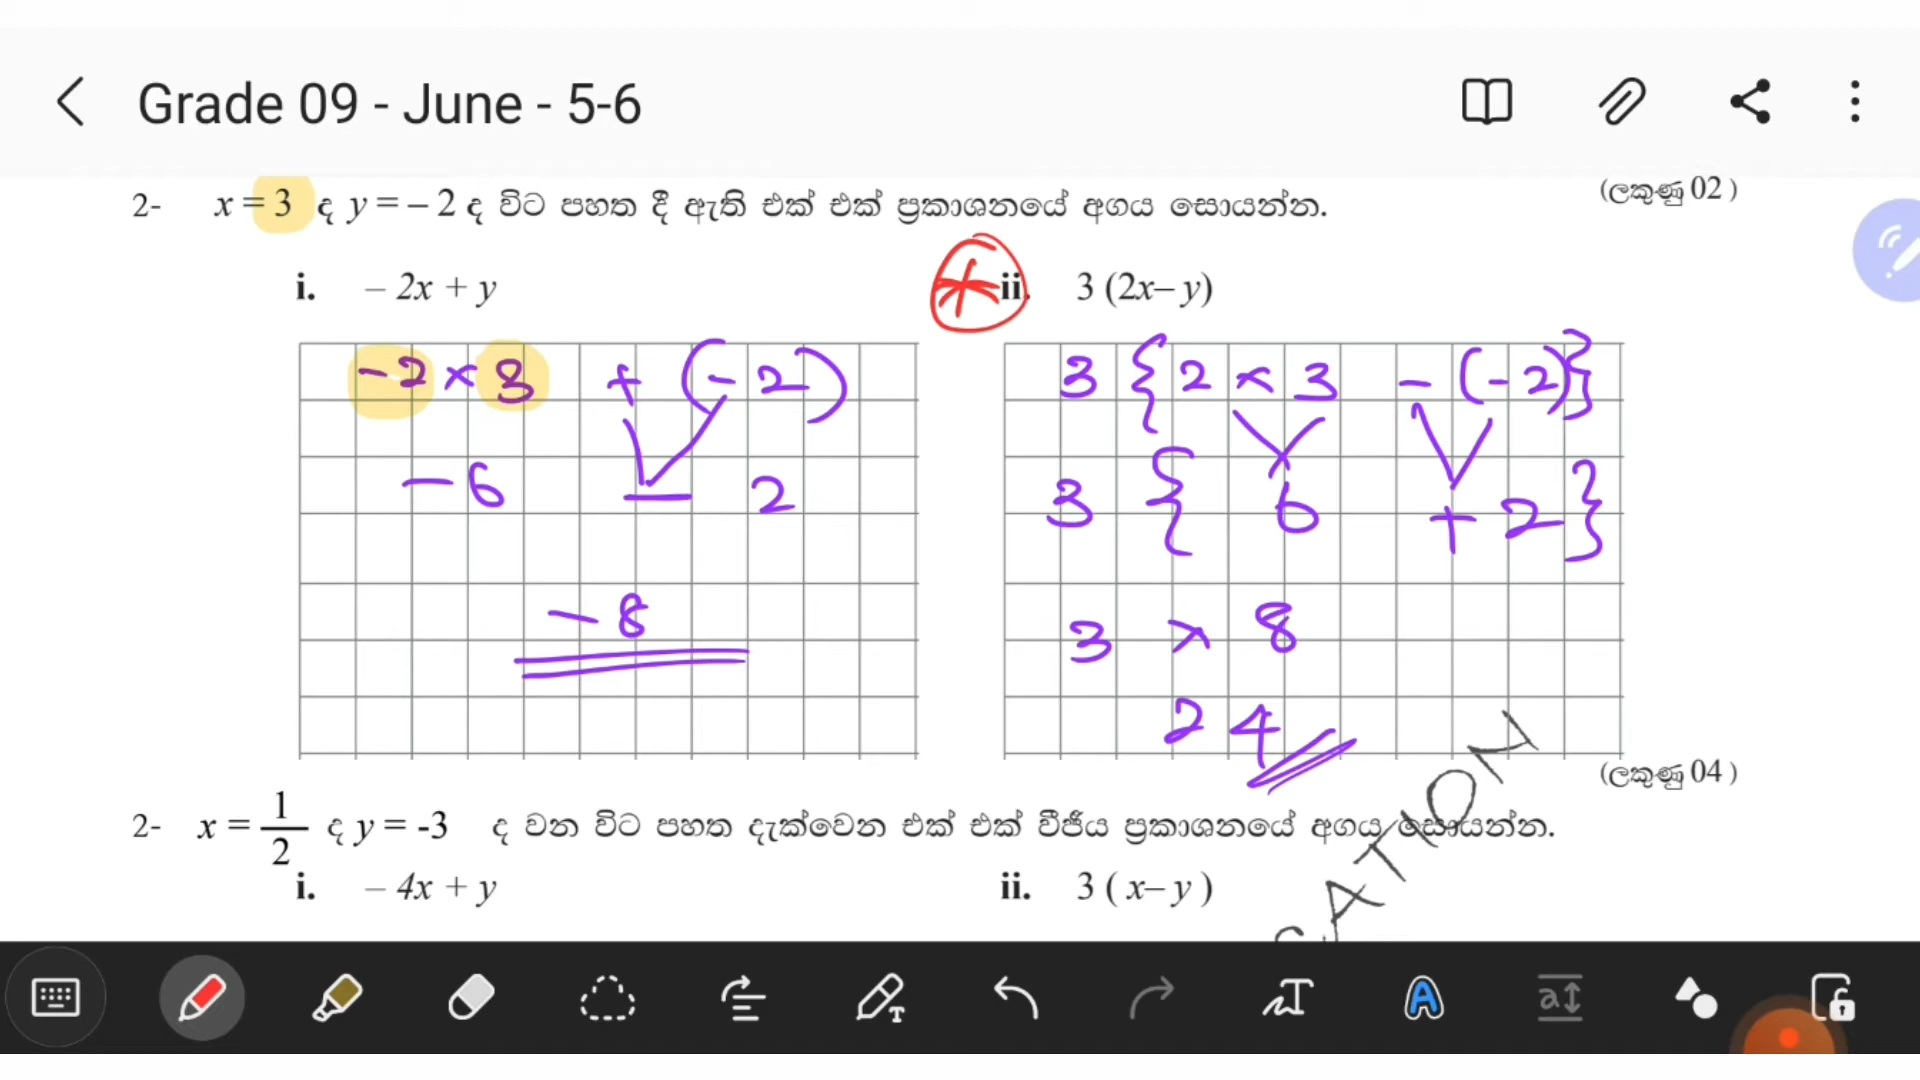 Grade 09 - June - 5-6
2- x = 3 ද y = – 2 ද විට පහත දී ඇති එක් එක් ප්‍රකාශනයේ අගය සොයන්න. (ලකුණු 02 )
i. – 2x + y
ii. 3 (2x– y)
-2 × 3 + (-2)
-6 - 2
-8
3 {2 × 3 - (-2)}
3 { 6 + 2 }
3 × 8
24
(ලකුණු 04 )
2- x = 1/2 ද y = -3 ද වන විට පහත දැක්වෙන එක් එක් වීජීය ප්‍රකාශනයේ අගය සොයන්න.
i. – 4x + y
ii. 3 ( x– y )
CATION